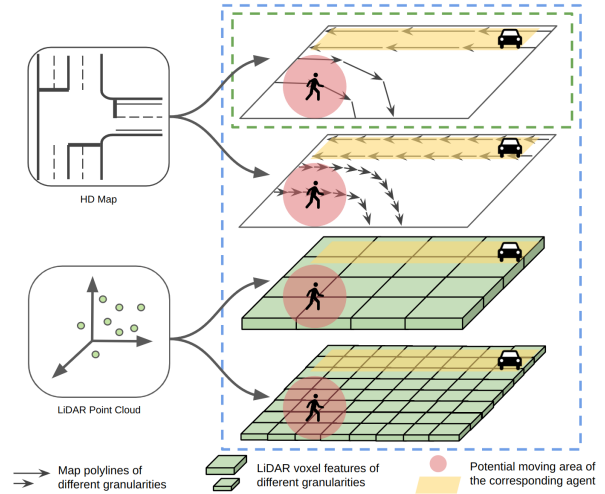 HD Map
LiDAR Point Cloud
Map polylines of
different granularities
LiDAR voxel features of
different granularities
Potential moving area of
the corresponding agent